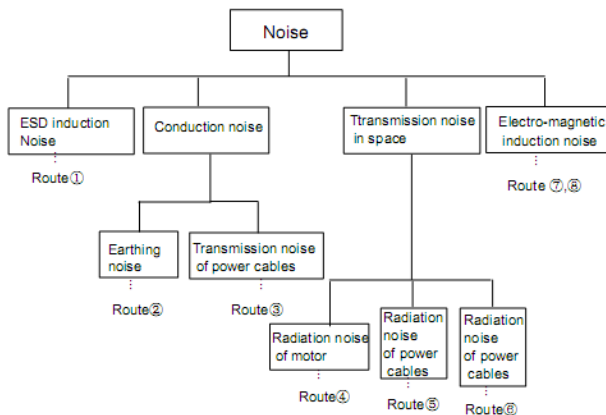 Noise
ESD induction
Noise
Conduction noise
Ttransmission noise
in space
Electro-magnetic
induction noise
Route①
Route ⑦,⑧
Earthing
noise
Transmission noise
of power cables
Route②
Route③
Radiation noise
of motor
Radiation
noise
of power
cables
Radiation
noise
of power
cables
Route④
Route⑤
Route⑥